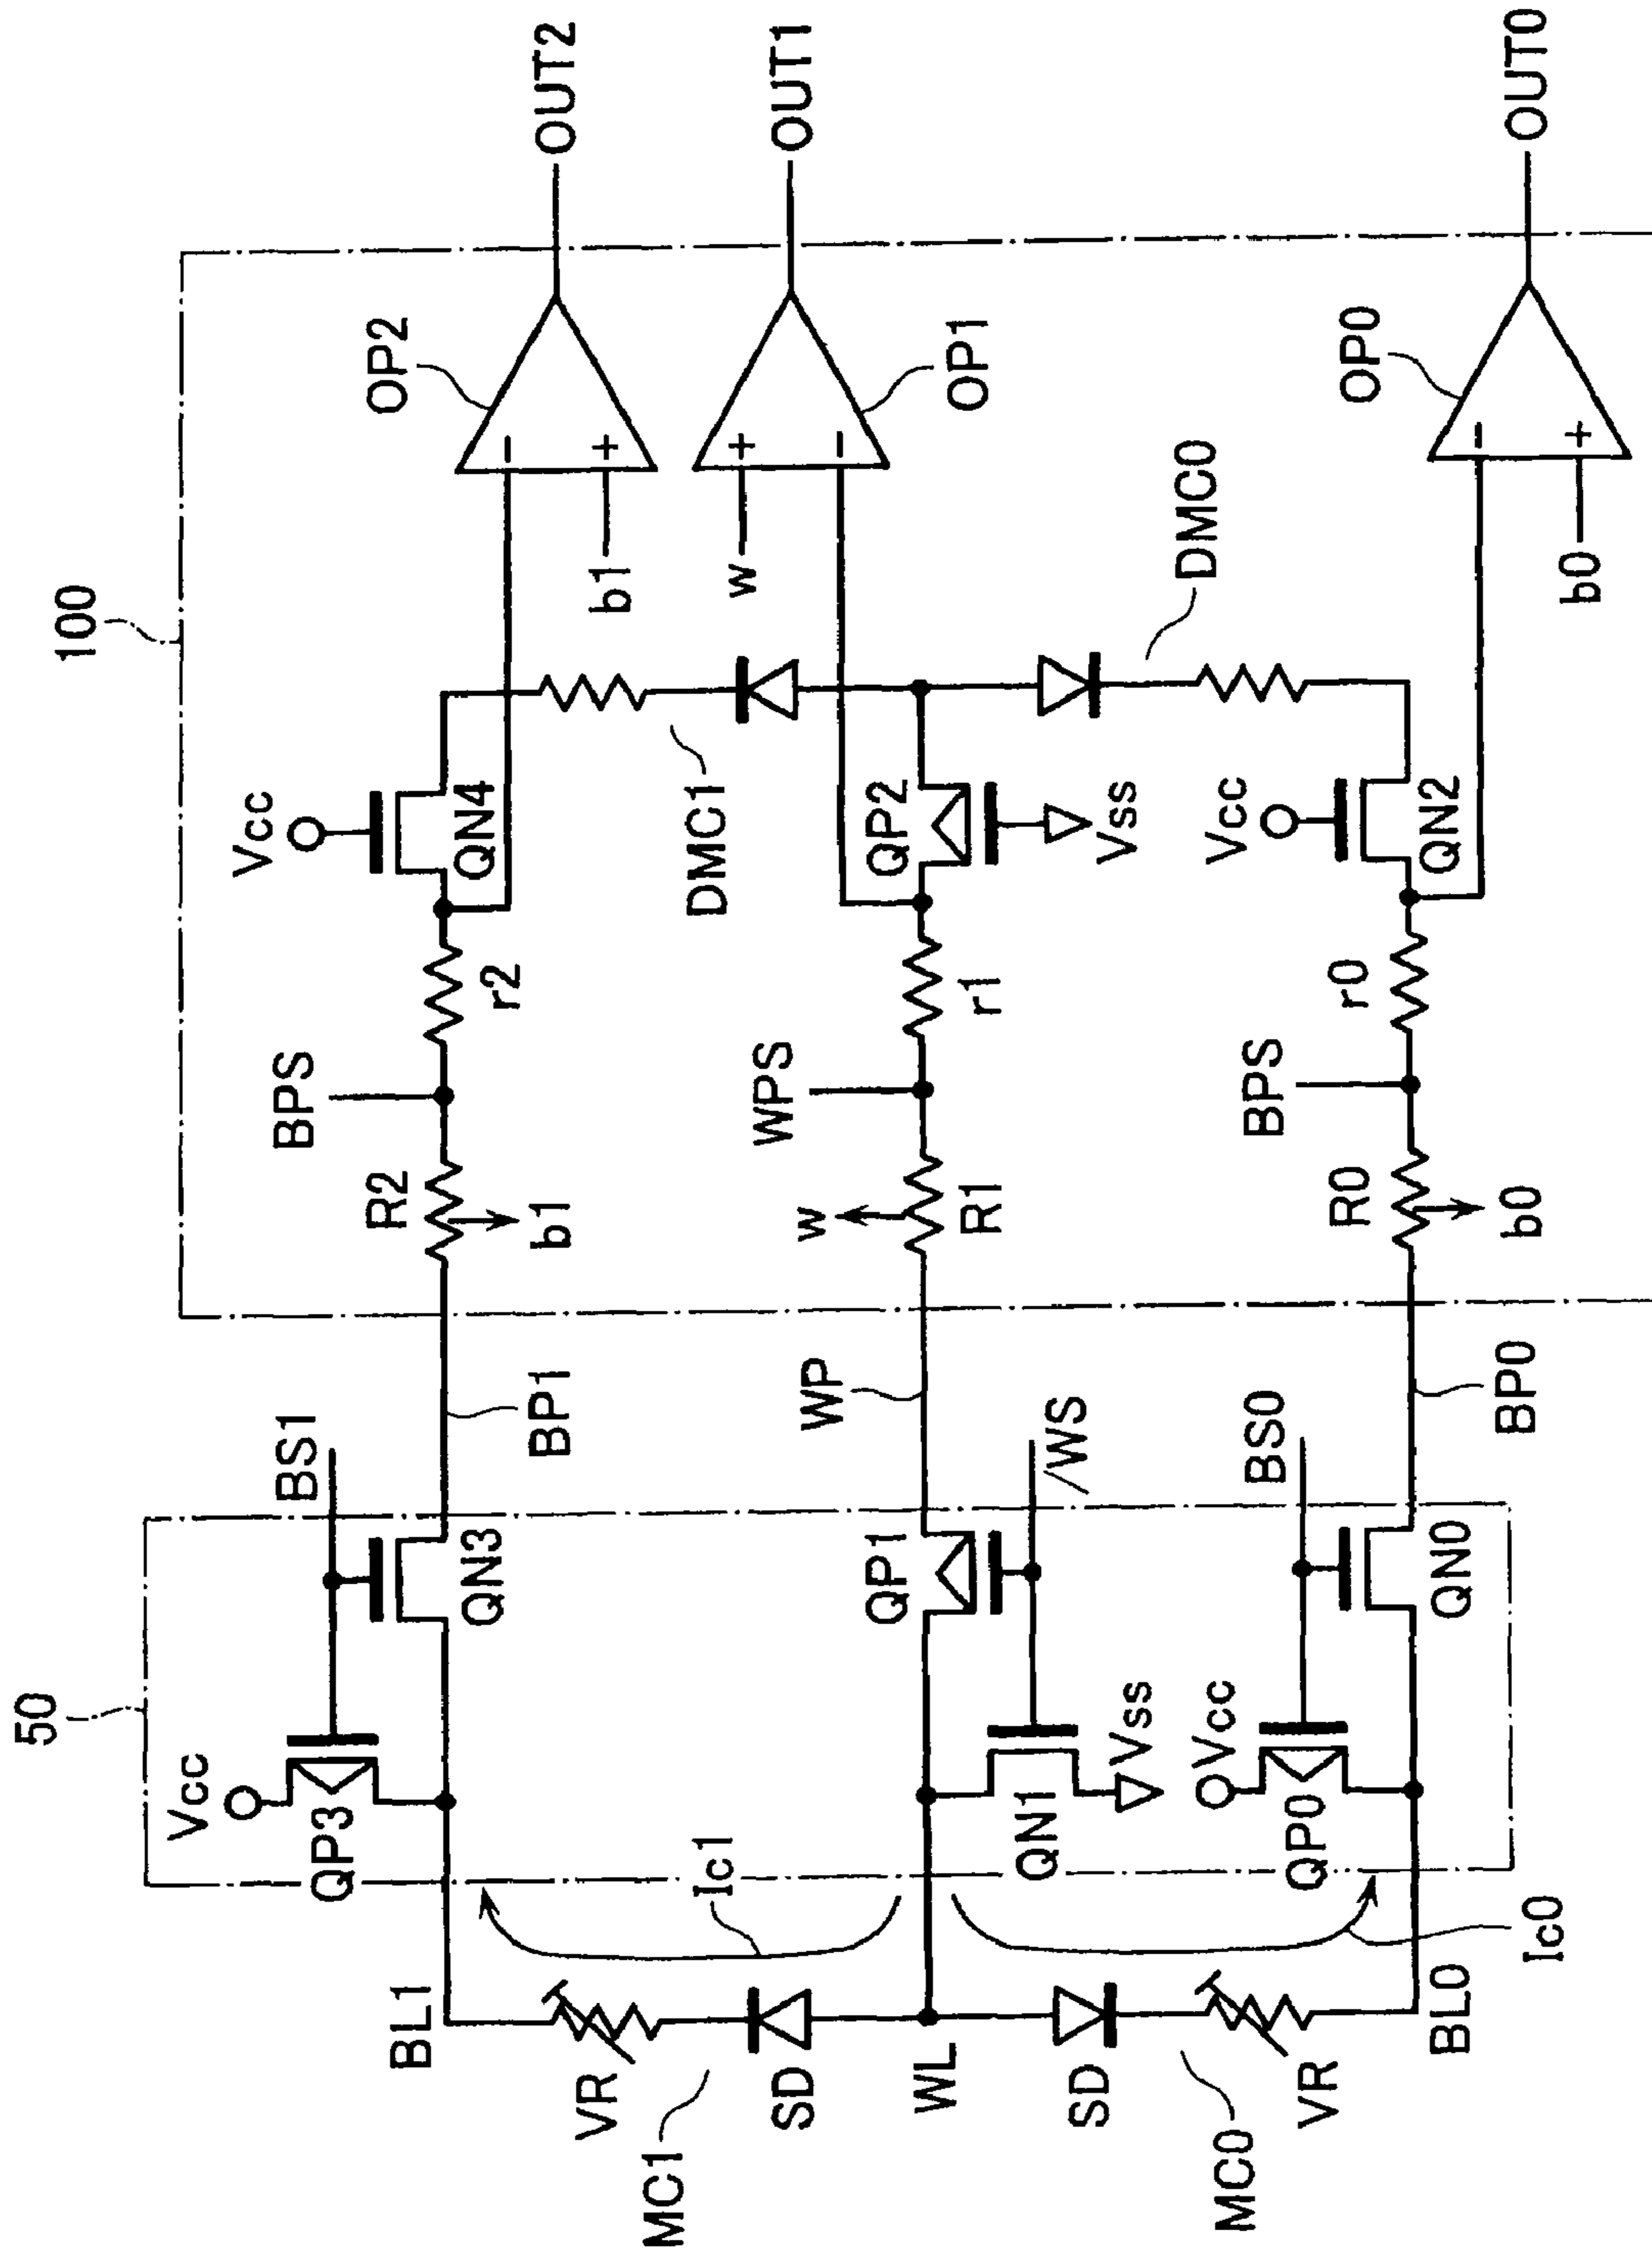 100
50
Vcc
QP3
BS1
QN3
BP1
R2
b1
BPS
r2
Vcc
QN4
DMC1
OP2
b1
OUT2
w
OP1
OUT1
BL1
VR
MC1
SD
Ic1
WL
QP1
WP
w
R1
WPS
r1
QP2
Vss
DMC0
QN1
Vss
/WS
SD
MC0
VR
BL0
Ic0
Vcc
QP0
BS0
QN0
BP0
R0
b0
BPS
r0
Vcc
QN2
OP0
b0
OUT0
+
-
+
-
+
-